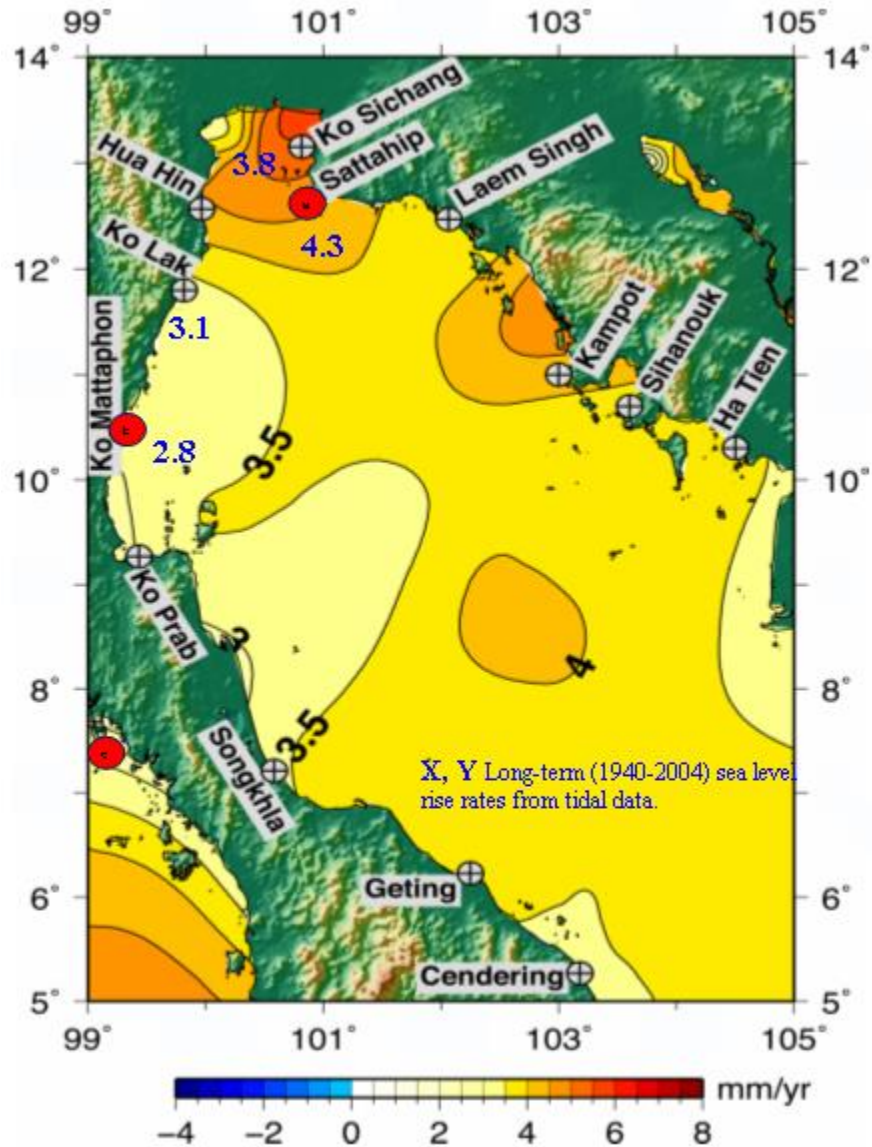 99° 101° 103° 105°
14° 14°
Ko Sichang
3.8
Sattahip
Hua Hin
Laem Singh
4.3
12° 12°
Ko Lak
3.1
Kampot
Sihanouk
Ko Mattaphon
Ha Tien
2.8
3.5
10° 10°
Ko Prab
3
8° 8°
4
3.5
Songkhla
X, Y Long-term (1940-2004) sea level
rise rates from tidal data.
6° 6°
Geting
Cendering
5° 5°
99° 101° 103° 105°
mm/yr
−4 −2 0 2 4 6 8